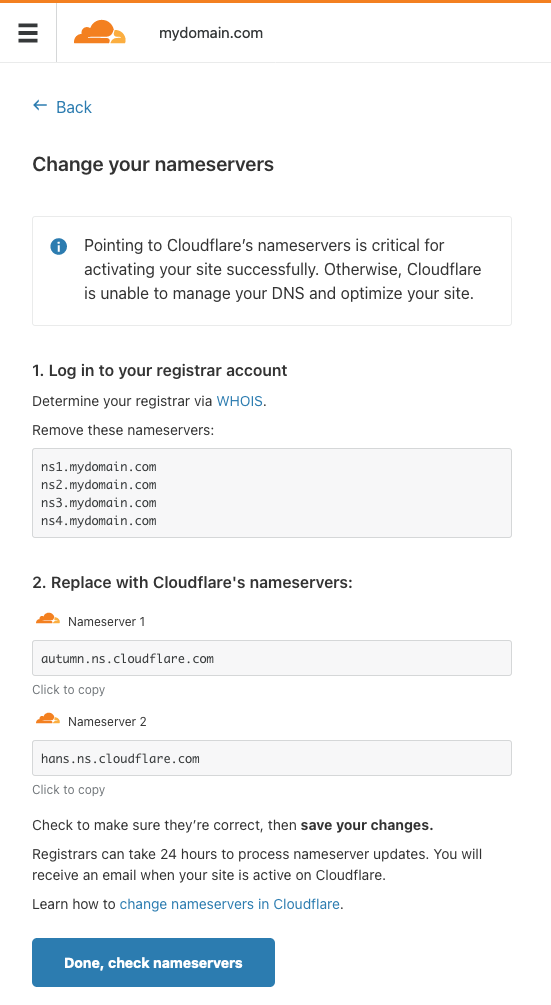 mydomain.com
← Back
Change your nameservers
Pointing to Cloudflare’s nameservers is critical for
activating your site successfully. Otherwise, Cloudflare
is unable to manage your DNS and optimize your site.
1. Log in to your registrar account
Determine your registrar via WHOIS.
Remove these nameservers:
ns1.mydomain.com
ns2.mydomain.com
ns3.mydomain.com
ns4.mydomain.com
2. Replace with Cloudflare's nameservers:
Nameserver 1
autumn.ns.cloudflare.com
Click to copy
Nameserver 2
hans.ns.cloudflare.com
Click to copy
Check to make sure they’re correct, then save your changes.
Registrars can take 24 hours to process nameserver updates. You will
receive an email when your site is active on Cloudflare.
Learn how to change nameservers in Cloudflare.
Done, check nameservers